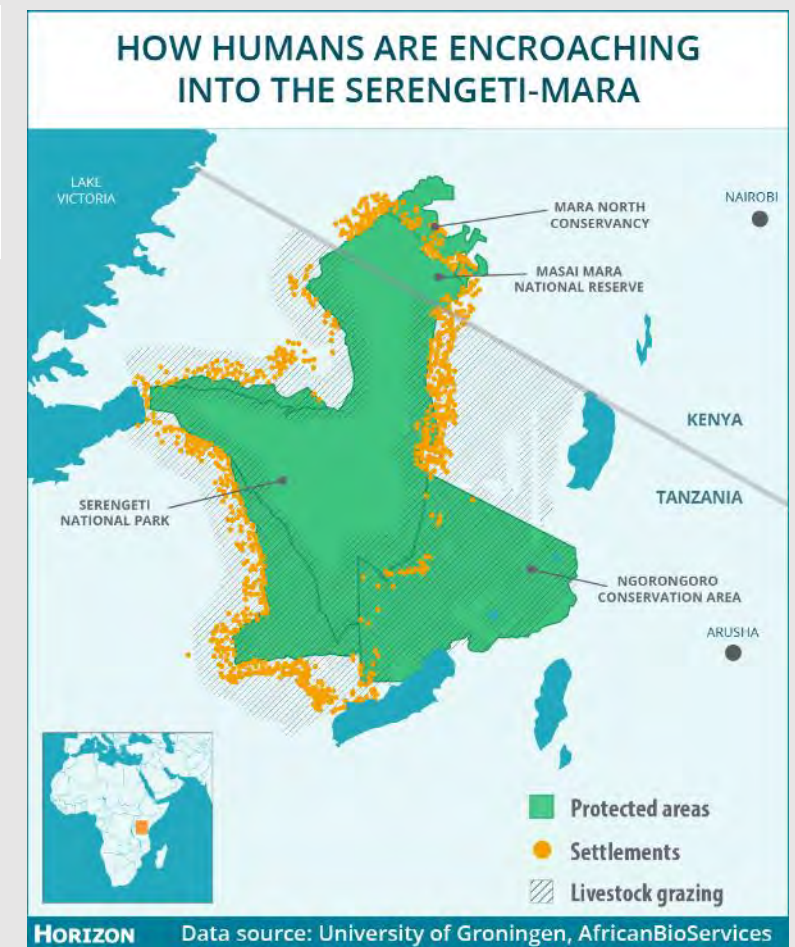 HOW HUMANS ARE ENCROACHING
INTO THE SERENGETI-MARA
LAKE
VICTORIA
NAIROBI
MARA NORTH
CONSERVANCY
MASAI MARA
NATIONAL RESERVE
KENYA
TANZANIA
SERENGETI
NATIONAL PARK
NGORONGORO
CONSERVATION AREA
ARUSHA
Protected areas
Settlements
Livestock grazing
HORIZON Data source: University of Groningen, AfricanBioServices